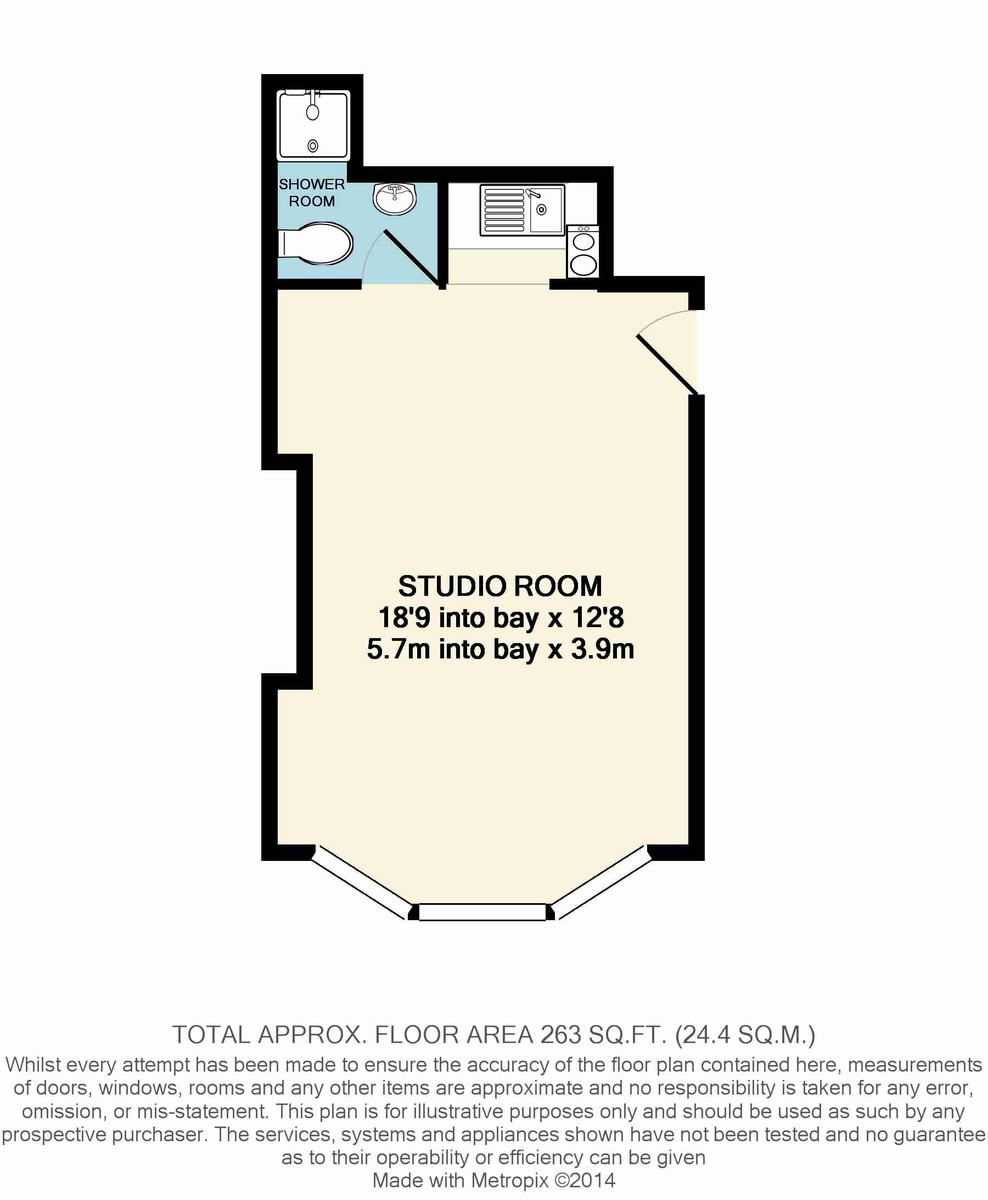 SHOWER
ROOM
STUDIO ROOM
18'9 into bay x 12'8
5.7m into bay x 3.9m
TOTAL APPROX. FLOOR AREA 263 SQ.FT. (24.4 SQ.M.)
Whilst every attempt has been made to ensure the accuracy of the floor plan contained here, measurements
of doors, windows, rooms and any other items are approximate and no responsibility is taken for any error,
omission, or mis-statement. This plan is for illustrative purposes only and should be used as such by any
prospective purchaser. The services, systems and appliances shown have not been tested and no guarantee
as to their operability or efficiency can be given
Made with Metropix ©2014